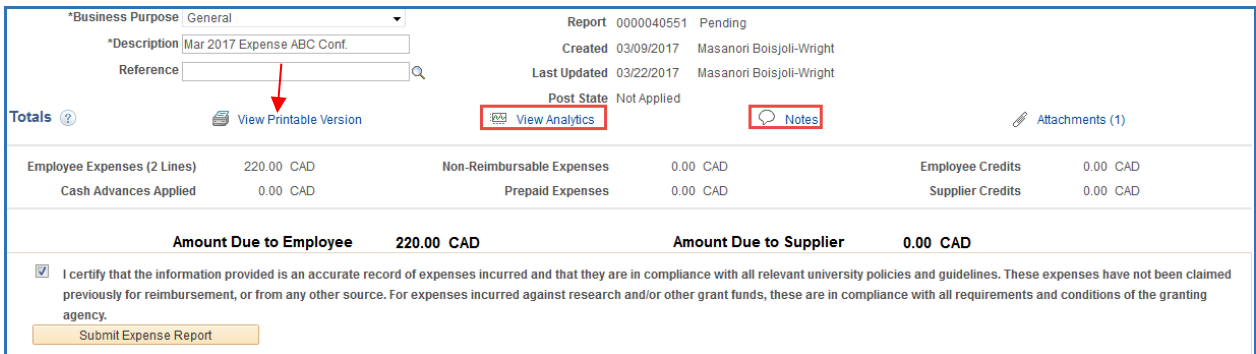 *Business Purpose General Report 0000040551 Pending
*Description Mar 2017 Expense ABC Conf. Created 03/09/2017 Masanori Boisjoli-Wright
Reference Last Updated 03/22/2017 Masanori Boisjoli-Wright
Post State Not Applied
Totals ? View Printable Version View Analytics Notes Attachments (1)
Employee Expenses (2 Lines) 220.00 CAD Non-Reimbursable Expenses 0.00 CAD Employee Credits 0.00 CAD
Cash Advances Applied 0.00 CAD Prepaid Expenses 0.00 CAD Supplier Credits 0.00 CAD
Amount Due to Employee 220.00 CAD Amount Due to Supplier 0.00 CAD
I certify that the information provided is an accurate record of expenses incurred and that they are in compliance with all relevant university policies and guidelines. These expenses have not been claimed
previously for reimbursement, or from any other source. For expenses incurred against research and/or other grant funds, these are in compliance with all requirements and conditions of the granting
agency.
Submit Expense Report